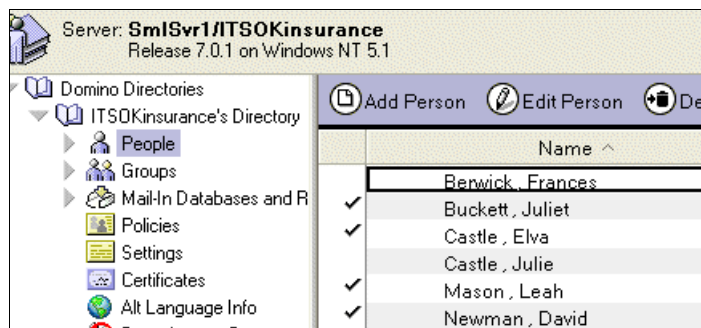 Server: SmlSvr1/ITSOKinsurance
Release 7.0.1 on Windows NT 5.1
Domino Directories
ITSOKinsurance's Directory
People
Groups
Mail-In Databases and R
Policies
Settings
Certificates
Alt Language Info
Add Person Edit Person De
Name
Berwick , Frances
Buckett , Juliet
Castle , Elva
Castle , Julie
Mason , Leah
Newman , David